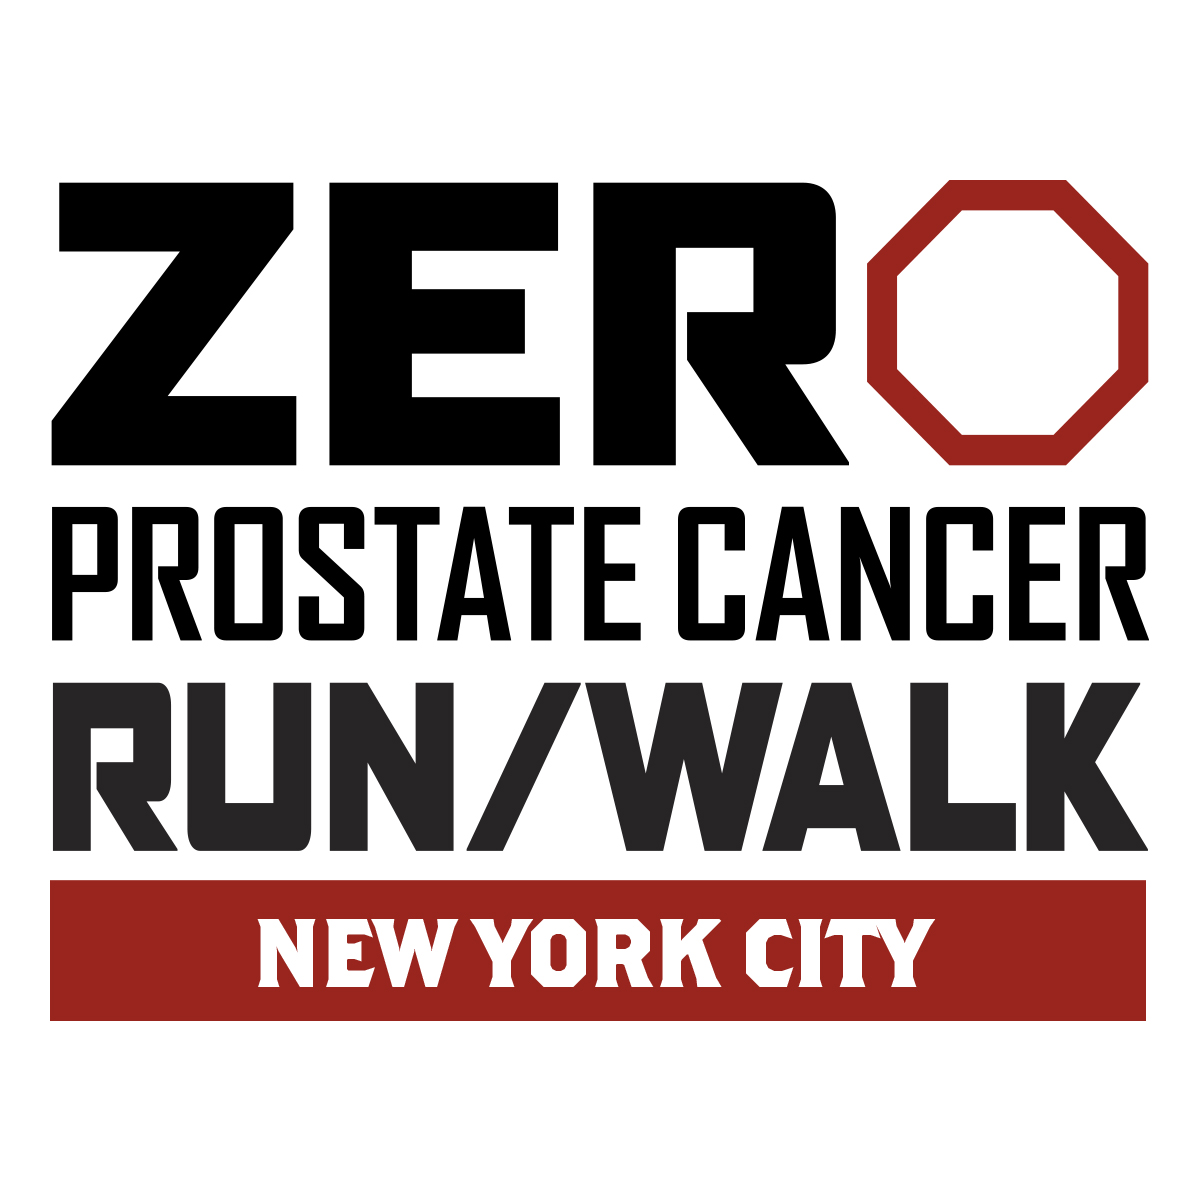 ZERO
PROSTATE CANCER
RUN/WALK
NEW YORK CITY